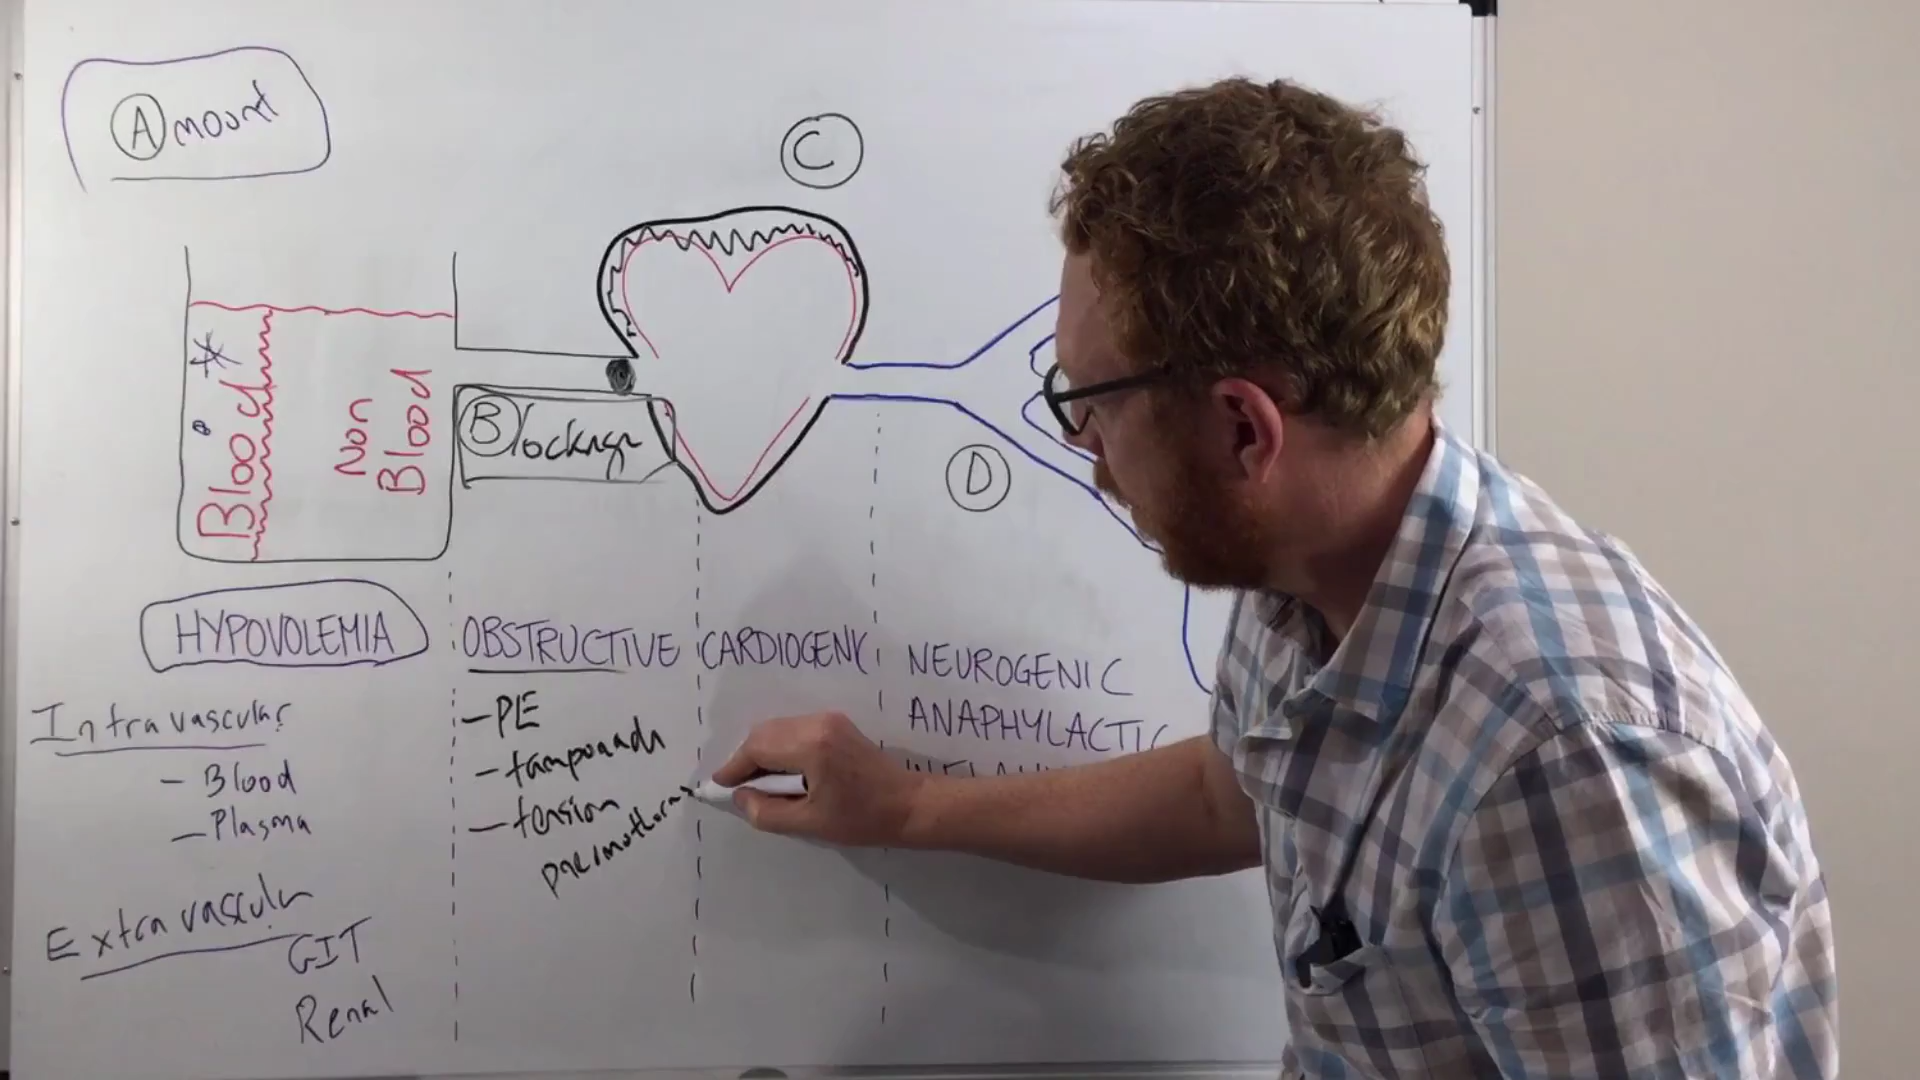 Amount
C
Blood
Non
Blood
Blockage
D
HYPOVOLEMIA
OBSTRUCTIVE
CARDIOGENIC
NEUROGENIC
ANAPHYLACTIC
Intravascular
- Blood
- Plasma
Extravascular
GIT
Renal
- PE
- tamponade
- tension